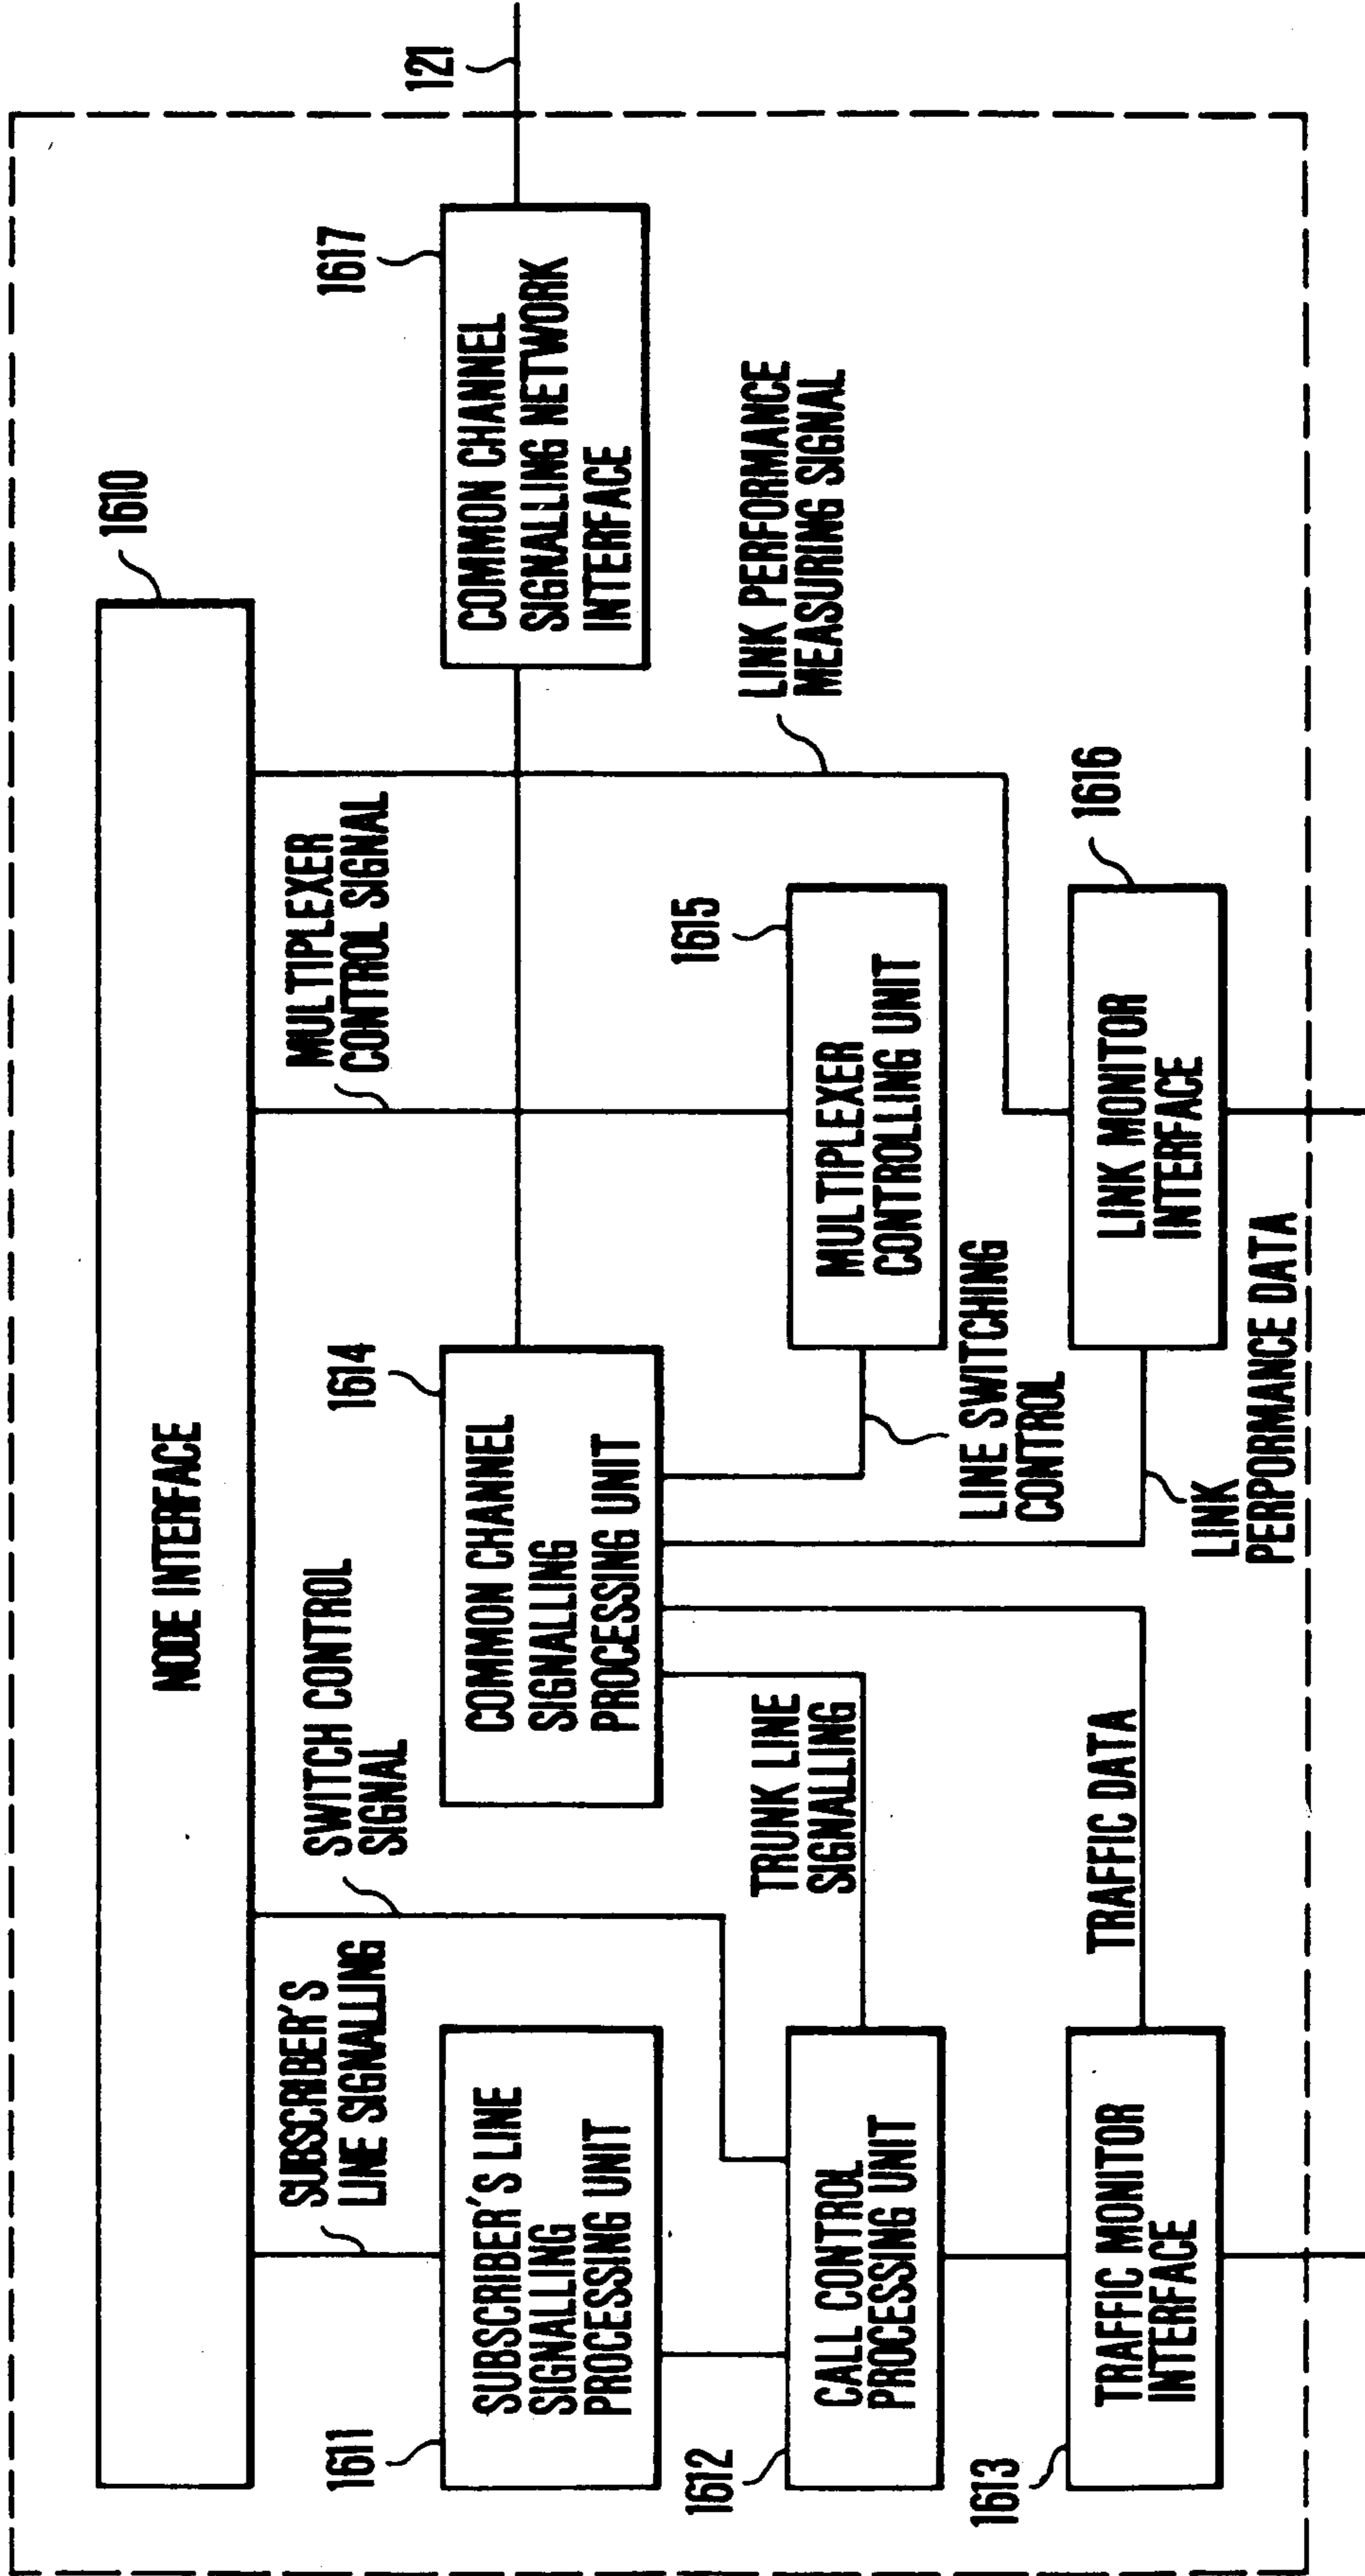 1610
NODE INTERFACE
121
SUBSCRIBER'S
LINE SIGNALLING
SWITCH CONTROL
SIGNAL
MULTIPLEXER
CONTROL SIGNAL
1611
SUBSCRIBER'S LINE
SIGNALLING
PROCESSING UNIT
1614
COMMON CHANNEL
SIGNALLING
PROCESSING UNIT
1617
COMMON CHANNEL
SIGNALLING NETWORK
INTERFACE
1612
CALL CONTROL
PROCESSING UNIT
TRUNK LINE
SIGNALLING
LINE SWITCHING
CONTROL
1615
MULTIPLEXER
CONTROLLING UNIT
LINK PERFORMANCE
MEASURING SIGNAL
1613
TRAFFIC MONITOR
INTERFACE
TRAFFIC DATA
LINK
PERPORMANCE DATA
1616
LINK MONITOR
INTERFACE